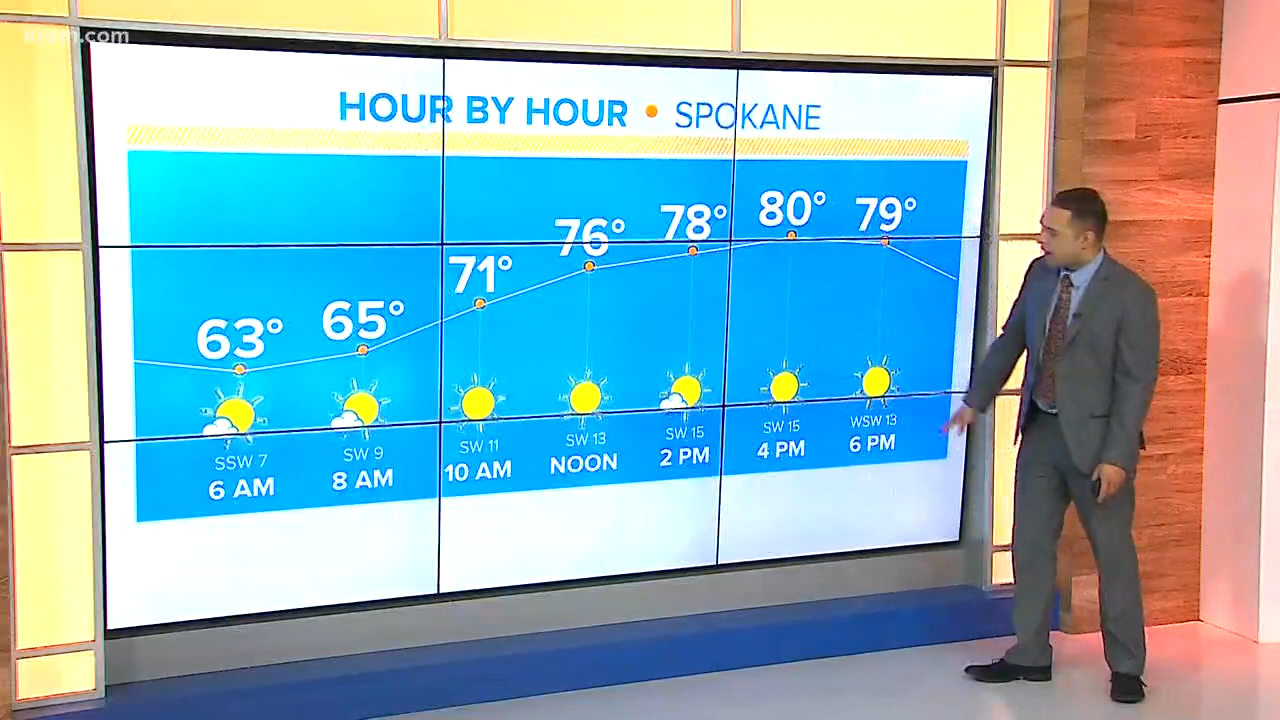 HOUR BY HOUR • SPOKANE
63° 65° 71° 76° 78° 80° 79°
SSW 7 SW 9 SW 11 SW 13 SW 15 SW 15 WSW 13
6 AM 8 AM 10 AM NOON 2 PM 4 PM 6 PM